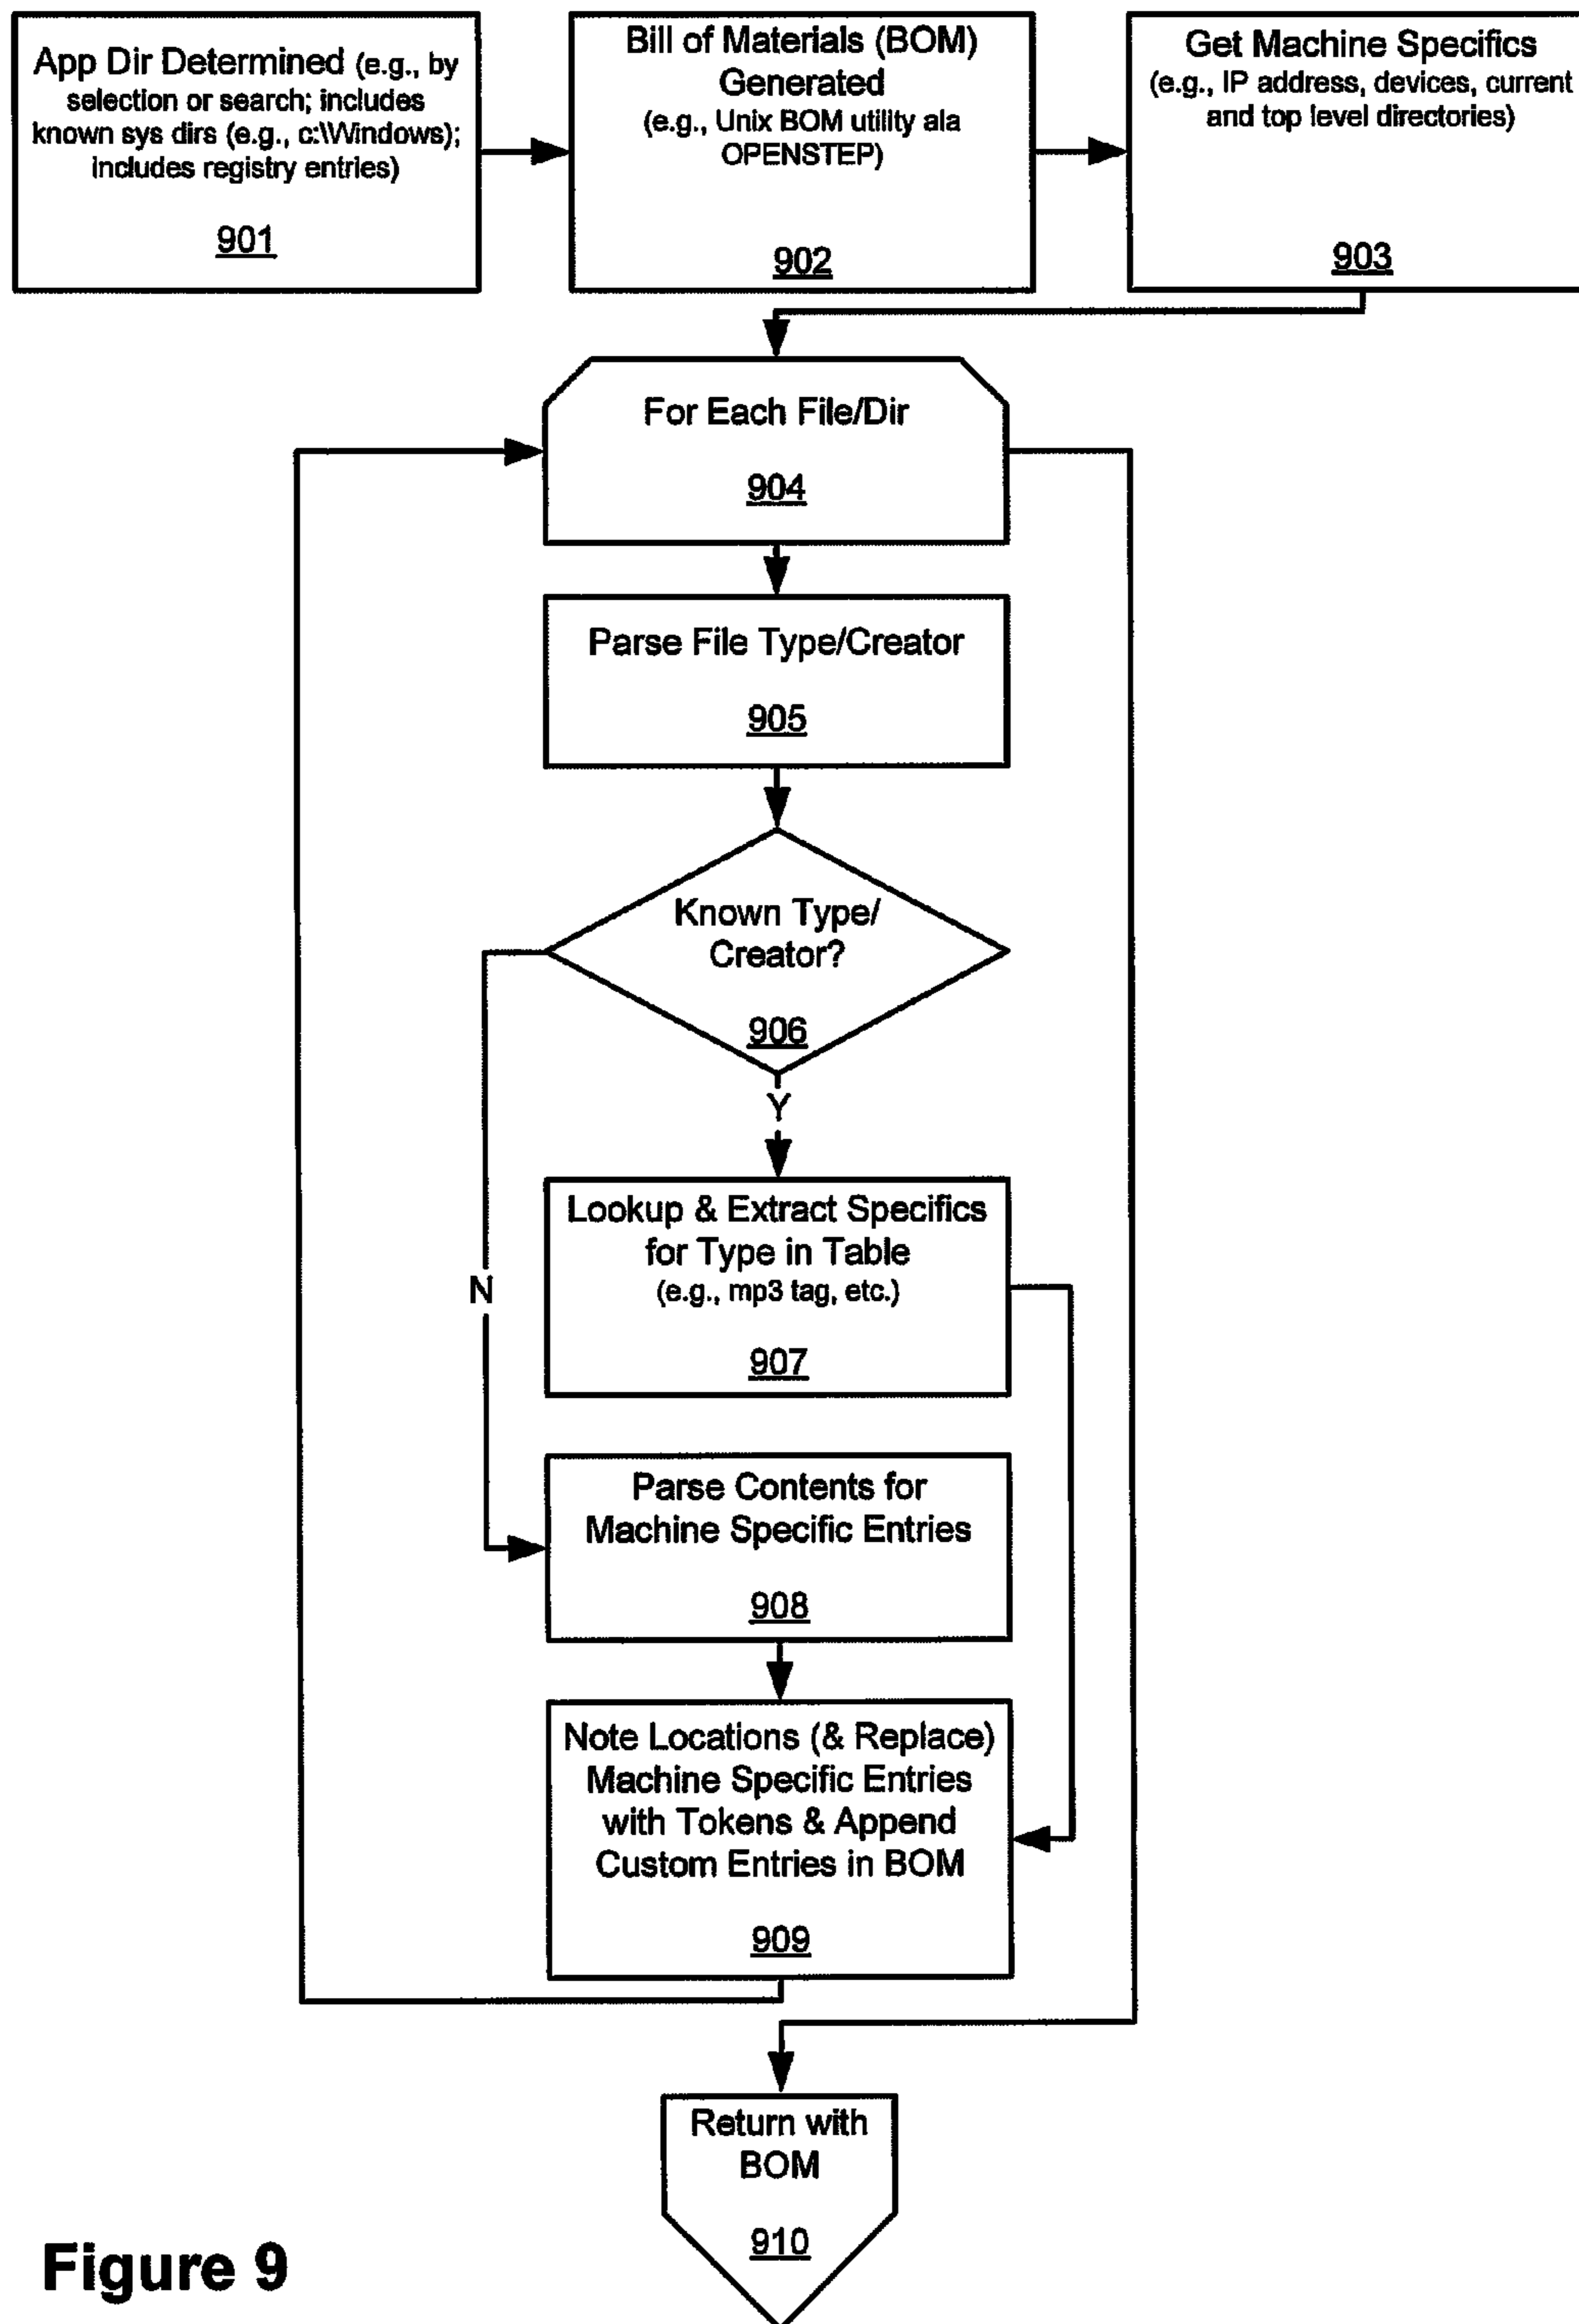 App Dir Determined (e.g., by
selection or search; includes
known sys dirs (e.g., c:\Windows);
includes registry entries)
901
Bill of Materials (BOM)
Generated
(e.g., Unix BOM utility ala
OPENSTEP)
902
Get Machine Specifics
(e.g., IP address, devices, current
and top level directories)
903
For Each File/Dir
904
Parse File Type/Creator
905
Known Type/
Creator?
906
Y
N
Lookup & Extract Specifics
for Type in Table
(e.g., mp3 tag, etc.)
907
Parse Contents for
Machine Specific Entries
908
Note Locations (& Replace)
Machine Specific Entries
with Tokens & Append
Custom Entries in BOM
909
Return with
BOM
910
Figure 9